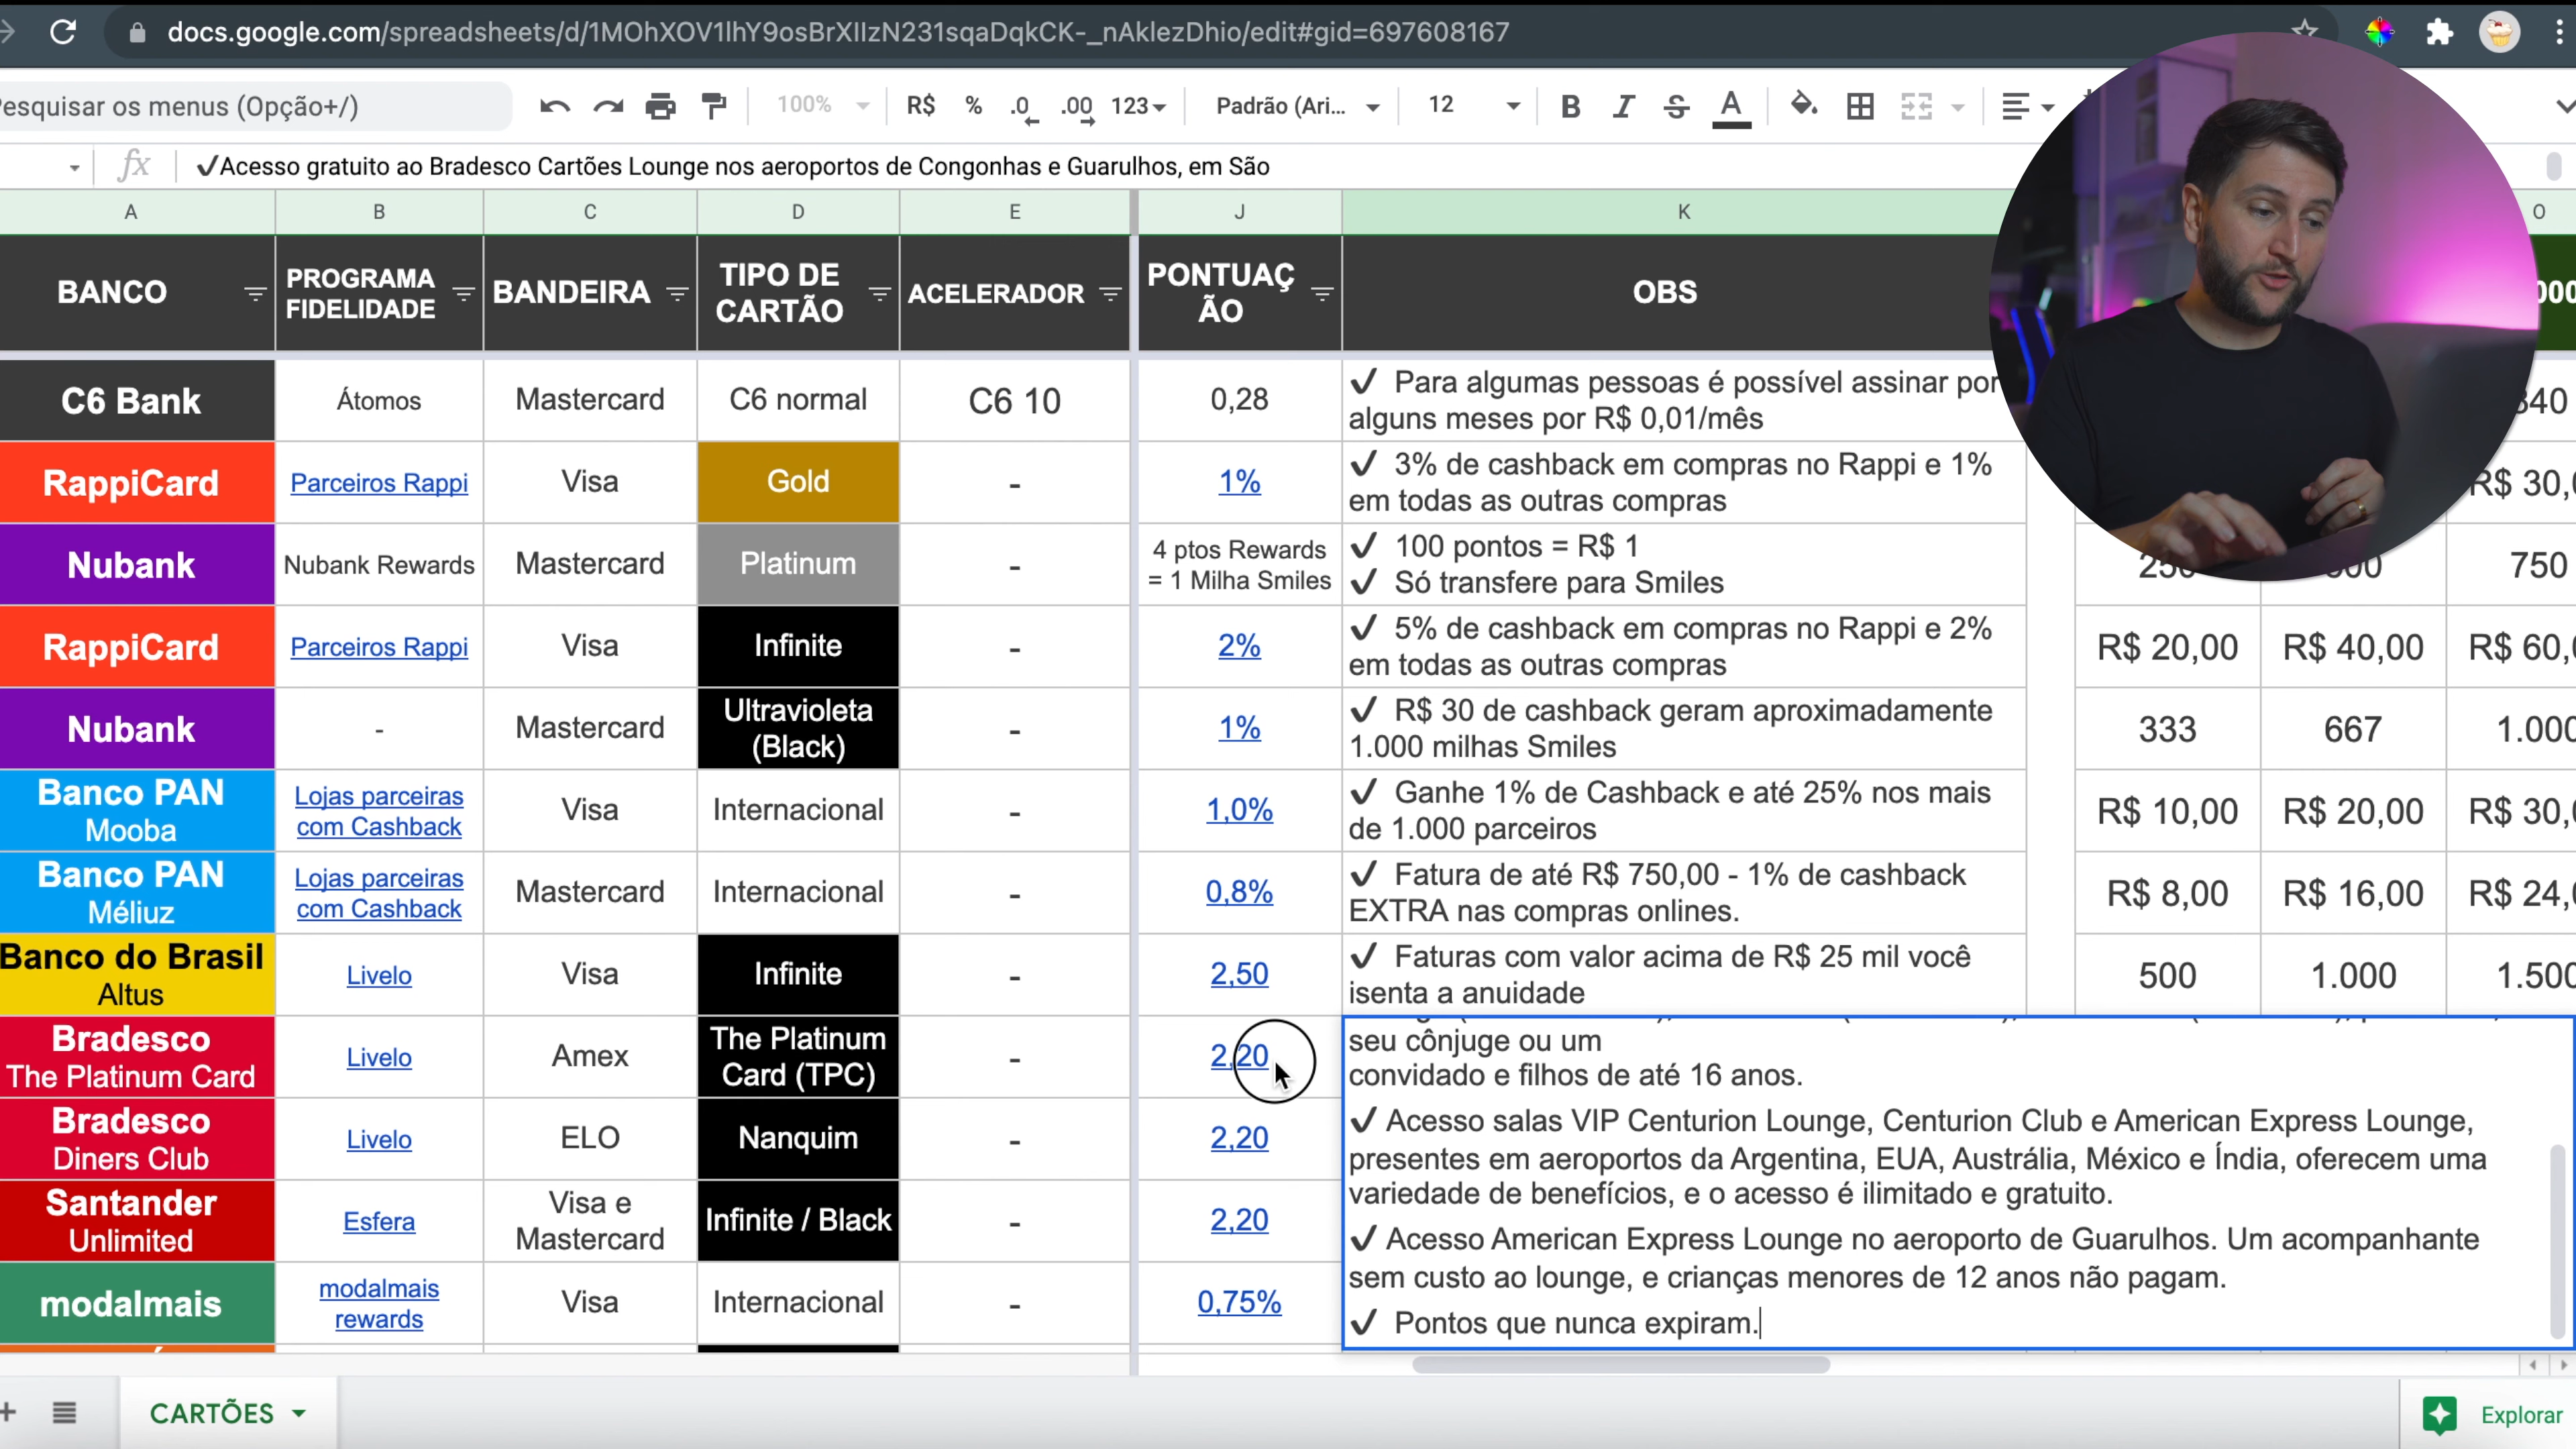 docs.google.com/spreadsheets/d/1MOhXOV1lhY9osBrXIIzN231sqaDqkCK-_nAklezDhio/edit#gid=697608167
Pesquisar os menus (Opção+/) 100% R$ % .0 .00 123 Padrão (Ari... 12 B I S A
fx ✓Acesso gratuito ao Bradesco Cartões Lounge nos aeroportos de Congonhas e Guarulhos, em São
A B C D E J K O
BANCO PROGRAMA FIDELIDADE BANDEIRA TIPO DE CARTÃO ACELERADOR PONTUAÇÃO OBS
C6 Bank Átomos Mastercard C6 normal C6 10 0,28 ✓ Para algumas pessoas é possível assinar por
alguns meses por R$ 0,01/mês
RappiCard Parceiros Rappi Visa Gold - 1% ✓ 3% de cashback em compras no Rappi e 1%
em todas as outras compras
Nubank Nubank Rewards Mastercard Platinum - 4 ptos Rewards = 1 Milha Smiles ✓ 100 pontos = R$ 1
✓ Só transfere para Smiles 750
RappiCard Parceiros Rappi Visa Infinite - 2% ✓ 5% de cashback em compras no Rappi e 2%
em todas as outras compras R$ 20,00 R$ 40,00 R$ 60,
Nubank - Mastercard Ultravioleta (Black) - 1% ✓ R$ 30 de cashback geram aproximadamente
1.000 milhas Smiles 333 667 1.000
Banco PAN Mooba Lojas parceiras com Cashback Visa Internacional - 1,0% ✓ Ganhe 1% de Cashback e até 25% nos mais
de 1.000 parceiros R$ 10,00 R$ 20,00 R$ 30,
Banco PAN Méliuz Lojas parceiras com Cashback Mastercard Internacional - 0,8% ✓ Fatura de até R$ 750,00 - 1% de cashback
EXTRA nas compras onlines. R$ 8,00 R$ 16,00 R$ 24,
Banco do Brasil Altus Livelo Visa Infinite - 2,50 ✓ Faturas com valor acima de R$ 25 mil você
isenta a anuidade 500 1.000 1.500
Bradesco The Platinum Card Livelo Amex The Platinum Card (TPC) - 2,20 seu cônjuge ou um
convidado e filhos de até 16 anos.
Bradesco Diners Club Livelo ELO Nanquim - 2,20 ✓ Acesso salas VIP Centurion Lounge, Centurion Club e American Express Lounge,
presentes em aeroportos da Argentina, EUA, Austrália, México e Índia, oferecem uma
variedade de benefícios, e o acesso é ilimitado e gratuito.
Santander Unlimited Esfera Visa e Mastercard Infinite / Black - 2,20 ✓ Acesso American Express Lounge no aeroporto de Guarulhos. Um acompanhante
sem custo ao lounge, e crianças menores de 12 anos não pagam.
modalmais modalmais rewards Visa Internacional - 0,75% ✓ Pontos que nunca expiram.
CARTÕES Explorar